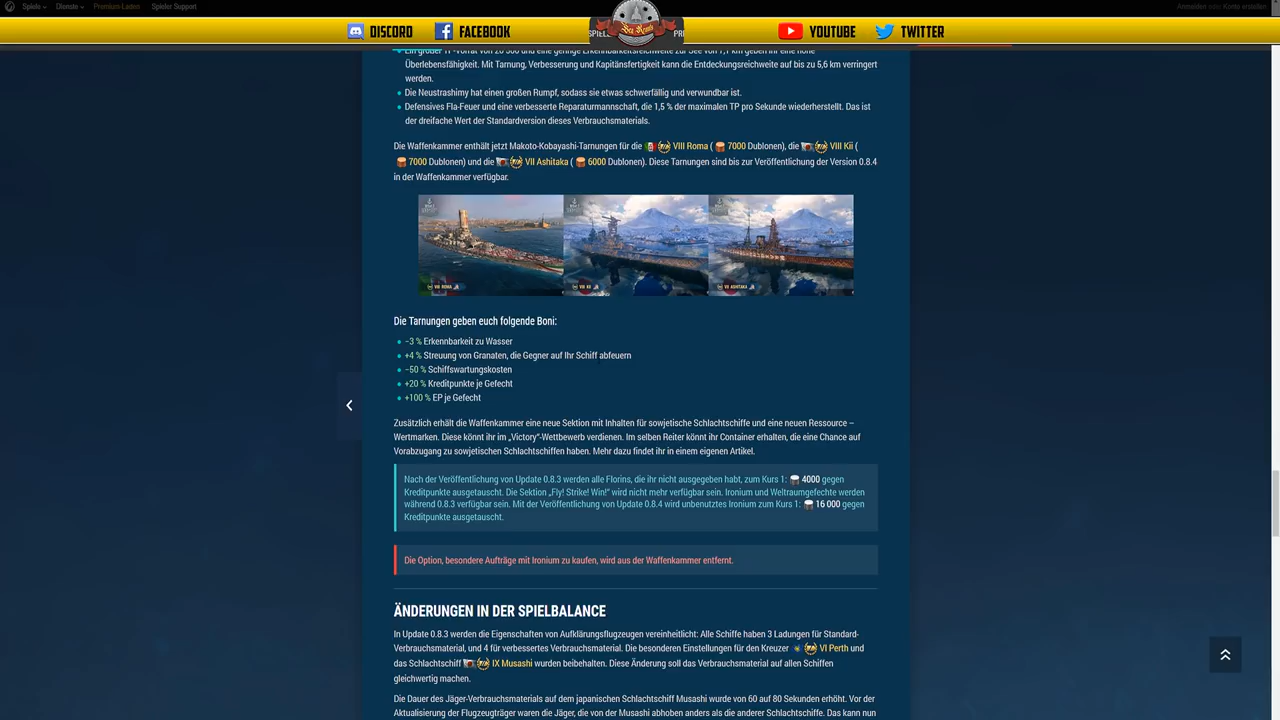 Spiele
Dienste
Premium-Laden
Spieler Support
Anmelden oder Konto erstellen
DISCORD
FACEBOOK
YOUTUBE
TWITTER
Überlebensfähigkeit. Mit Tarnung, Verbesserung und Kapitänsfertigkeit kann die Entdeckungsreichweite auf bis zu 5,6 km verringert
werden.
Die Neustrashimy hat einen großen Rumpf, sodass sie etwas schwerfällig und verwundbar ist.
Defensives Fla-Feuer und eine verbesserte Reparaturmannschaft, die 1,5 % der maximalen TP pro Sekunde wiederherstellt. Das ist
der dreifache Wert der Standardversion dieses Verbrauchsmaterials.
Die Waffenkammer enthält jetzt Makoto-Kobayashi-Tarnungen für die VIII Roma ( 7000 Dublonen), die VIII Kii (
7000 Dublonen) und die VII Ashitaka ( 6000 Dublonen). Diese Tarnungen sind bis zur Veröffentlichung der Version 0.8.4
in der Waffenkammer verfügbar.
VIII ROMA
VIII KII
VII ASHITAKA
Die Tarnungen geben euch folgende Boni:
−3 % Erkennbarkeit zu Wasser
+4 % Streuung von Granaten, die Gegner auf Ihr Schiff abfeuern
−50 % Schiffswartungskosten
+20 % Kreditpunkte je Gefecht
+100 % EP je Gefecht
Zusätzlich erhält die Waffenkammer eine neue Sektion mit Inhalten für sowjetische Schlachtschiffe und eine neuen Ressource –
Wertmarken. Diese könnt ihr im „Victory"-Wettbewerb verdienen. Im selben Reiter könnt ihr Container erhalten, die eine Chance auf
Vorabzugang zu sowjetischen Schlachtschiffen haben. Mehr dazu findet ihr in einem eigenen Artikel.
Nach der Veröffentlichung von Update 0.8.3 werden alle Florins, die ihr nicht ausgegeben habt, zum Kurs 1: 4000 gegen
Kreditpunkte ausgetauscht. Die Sektion „Fly! Strike! Win!" wird nicht mehr verfügbar sein. Ironium und Weltraumgefechte werden
während 0.8.3 verfügbar sein. Mit der Veröffentlichung von Update 0.8.4 wird unbenutztes Ironium zum Kurs 1: 16 000 gegen
Kreditpunkte ausgetauscht.
Die Option, besondere Aufträge mit Ironium zu kaufen, wird aus der Waffenkammer entfernt.
ÄNDERUNGEN IN DER SPIELBALANCE
In Update 0.8.3 werden die Eigenschaften von Aufklärungsflugzeugen vereinheitlicht: Alle Schiffe haben 3 Ladungen für Standard-
Verbrauchsmaterial, und 4 für verbessertes Verbrauchsmaterial. Die besonderen Einstellungen für den Kreuzer VI Perth und
das Schlachtschiff IX Musashi wurden beibehalten. Diese Änderung soll das Verbrauchsmaterial auf allen Schiffen
gleichwertig machen.
Die Dauer des Jäger-Verbrauchsmaterials auf dem japanischen Schlachtschiff Musashi wurde von 60 auf 80 Sekunden erhöht. Vor der
Aktualisierung der Flugzeugträger waren die Jäger, die von der Musashi abhoben anders als die anderer Schlachtschiffe. Das kann nun